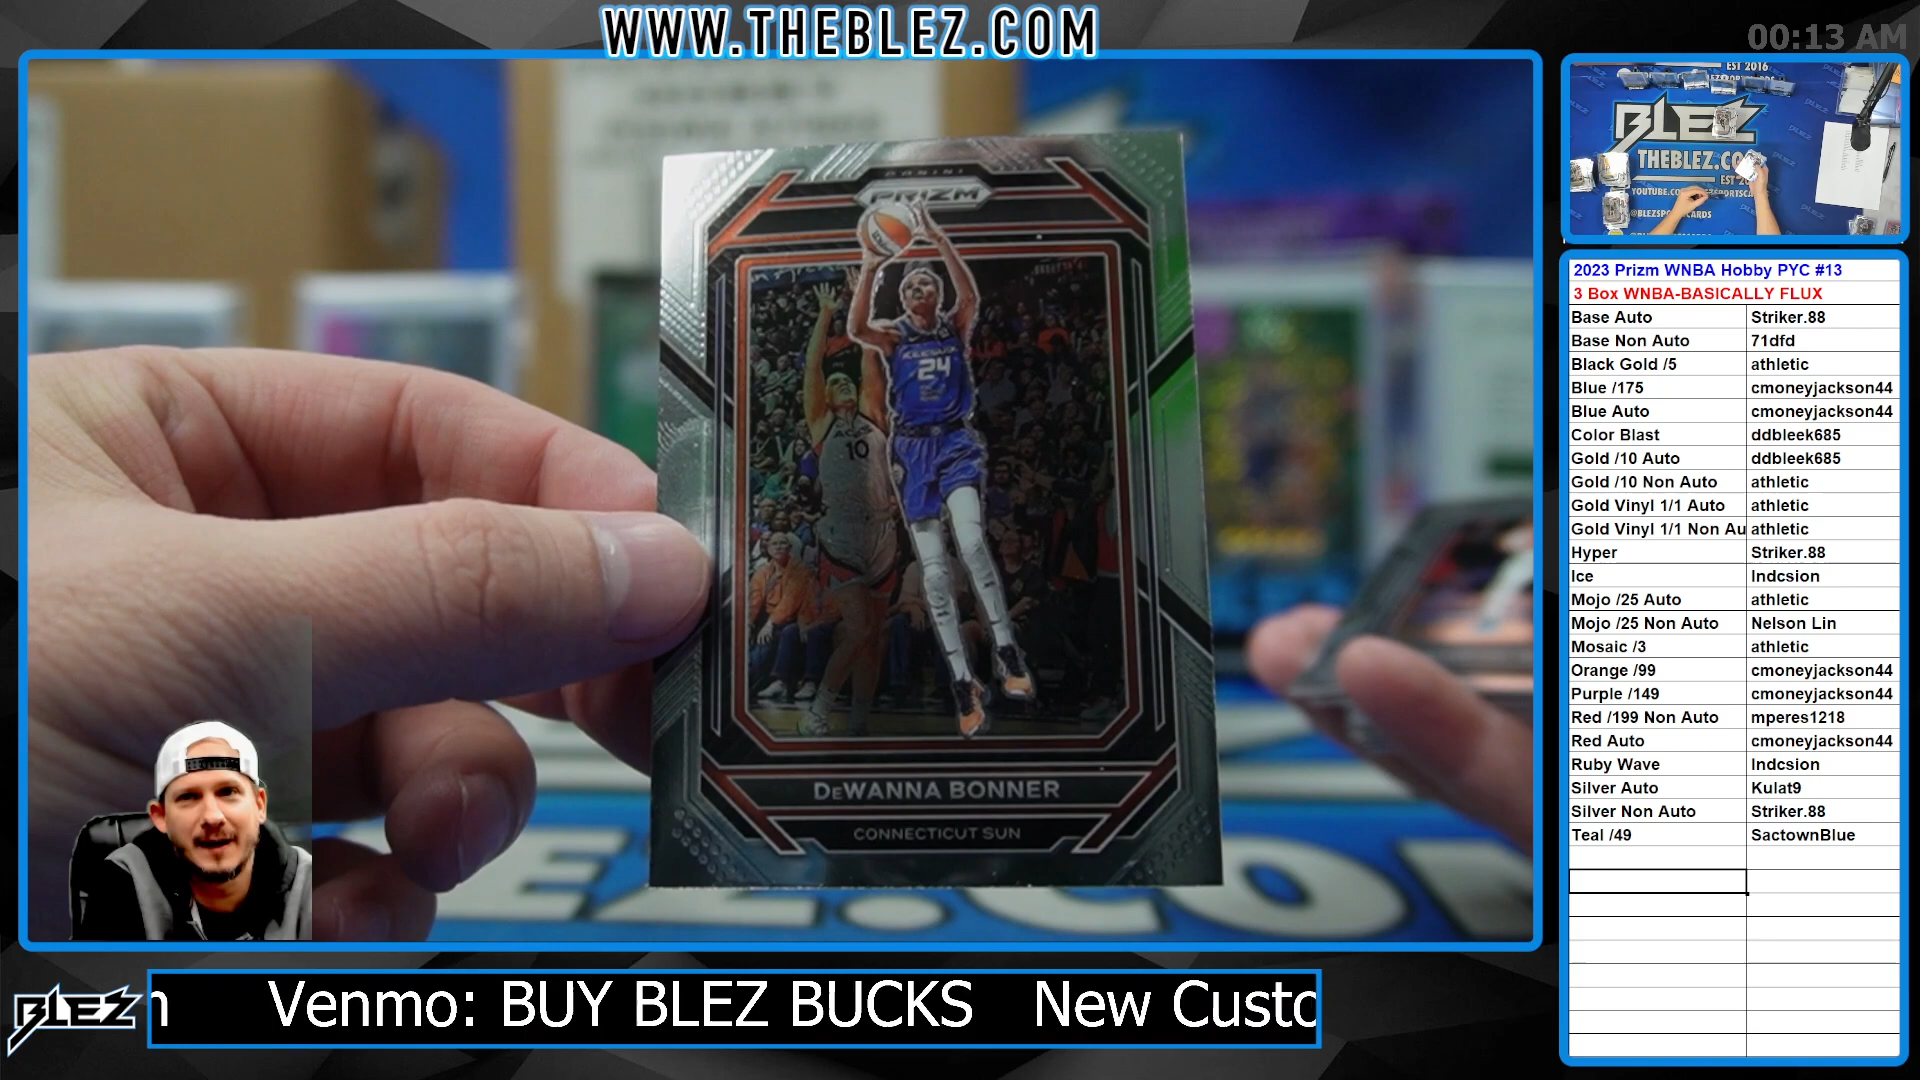 WWW.THEBLEZ.COM
00:13 AM
PANINI
PRIZM
24
10
DEWANNA BONNER
CONNECTICUT SUN
EST 2016
BLEZ
THEBLEZ.CO
@BLEZSPO CARDS
2023 Prizm WNBA Hobby PYC #13
3 Box WNBA-BASICALLY FLUX
Base Auto Striker.88
Base Non Auto 71dfd
Black Gold /5 athletic
Blue /175 cmoneyjackson44
Blue Auto cmoneyjackson44
Color Blast ddbleek685
Gold /10 Auto ddbleek685
Gold /10 Non Auto athletic
Gold Vinyl 1/1 Auto athletic
Gold Vinyl 1/1 Non Au athletic
Hyper Striker.88
Ice Indcsion
Mojo /25 Auto athletic
Mojo /25 Non Auto Nelson Lin
Mosaic /3 athletic
Orange /99 cmoneyjackson44
Purple /149 cmoneyjackson44
Red /199 Non Auto mperes1218
Red Auto cmoneyjackson44
Ruby Wave Indcsion
Silver Auto Kulat9
Silver Non Auto Striker.88
Teal /49 SactownBlue
BLEZ
n Venmo: BUY BLEZ BUCKS New Custo